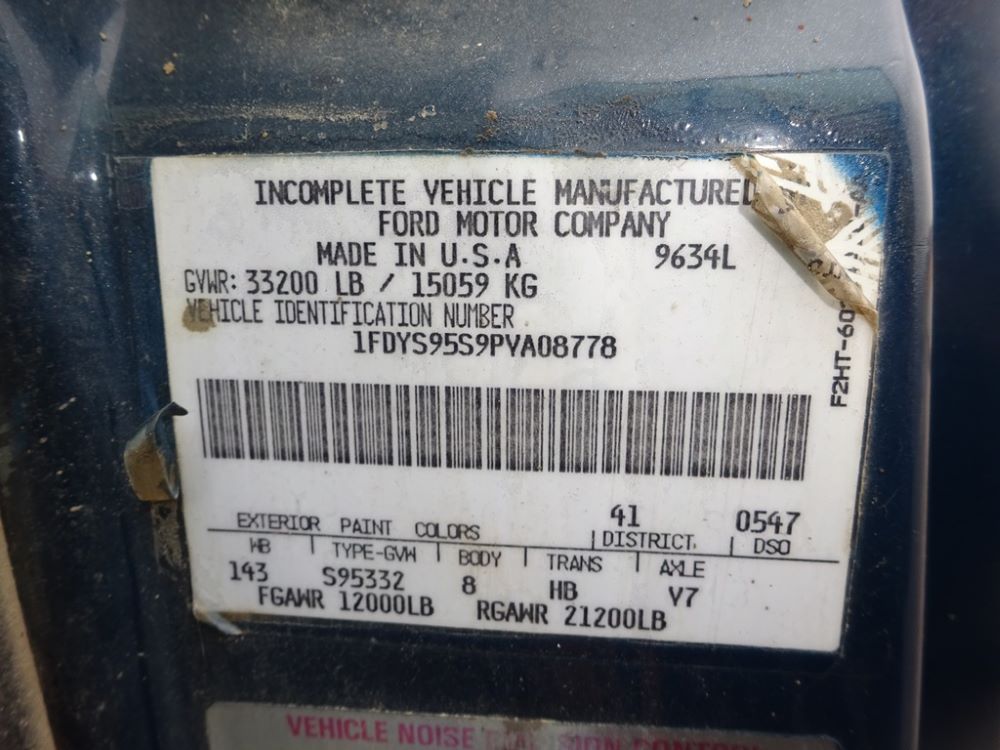 INCOMPLETE VEHICLE MANUFACTURED
FORD MOTOR COMPANY
MADE IN U.S.A 9634L
GVWR: 33200 LB / 15059 KG
VEHICLE IDENTIFICATION NUMBER
1FDYS95S9PVA08778
F2HT-60
41 0547
EXTERIOR PAINT COLORS DISTRICT DSO
WB TYPE-GVW BODY TRANS AXLE
143 S95332 8 HB V7
FGAWR 12000LB RGAWR 21200LB
VEHICLE NOISE